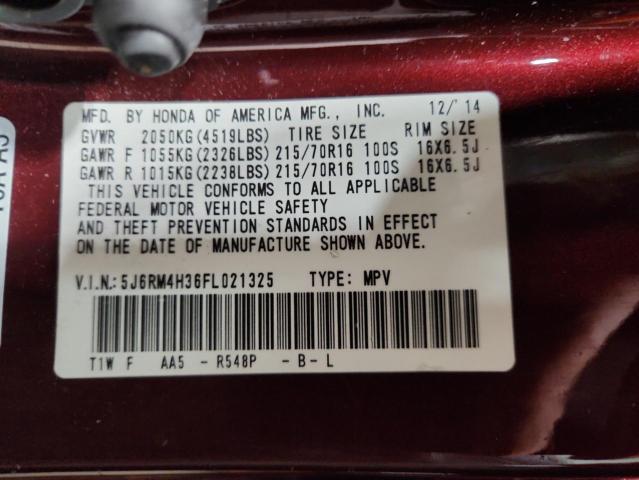 MFD. BY HONDA OF AMERICA MFG., INC. 12/'14
GVWR 2050KG(4519LBS) TIRE SIZE RIM SIZE
GAWR F 1055KG(2326LBS) 215/70R16 100S 16X6.5J
GAWR R 1015KG(2238LBS) 215/70R16 100S 16X6.5J
THIS VEHICLE CONFORMS TO ALL APPLICABLE
FEDERAL MOTOR VEHICLE SAFETY
AND THEFT PREVENTION STANDARDS IN EFFECT
ON THE DATE OF MANUFACTURE SHOWN ABOVE.
V.I.N.:5J6RM4H36FL021325 TYPE: MPV
T1W F AA5 - R548P - B - L